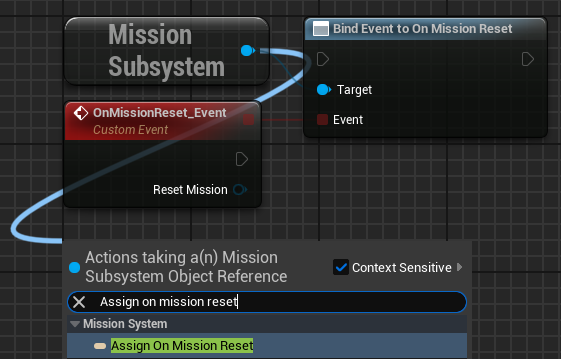 Mission
Subsystem
Bind Event to On Mission Reset
Target
Event
OnMissionReset_Event
Custom Event
Reset Mission
Actions taking a(n) Mission
Subsystem Object Reference
Context Sensitive
Assign on mission reset
Mission System
Assign On Mission Reset